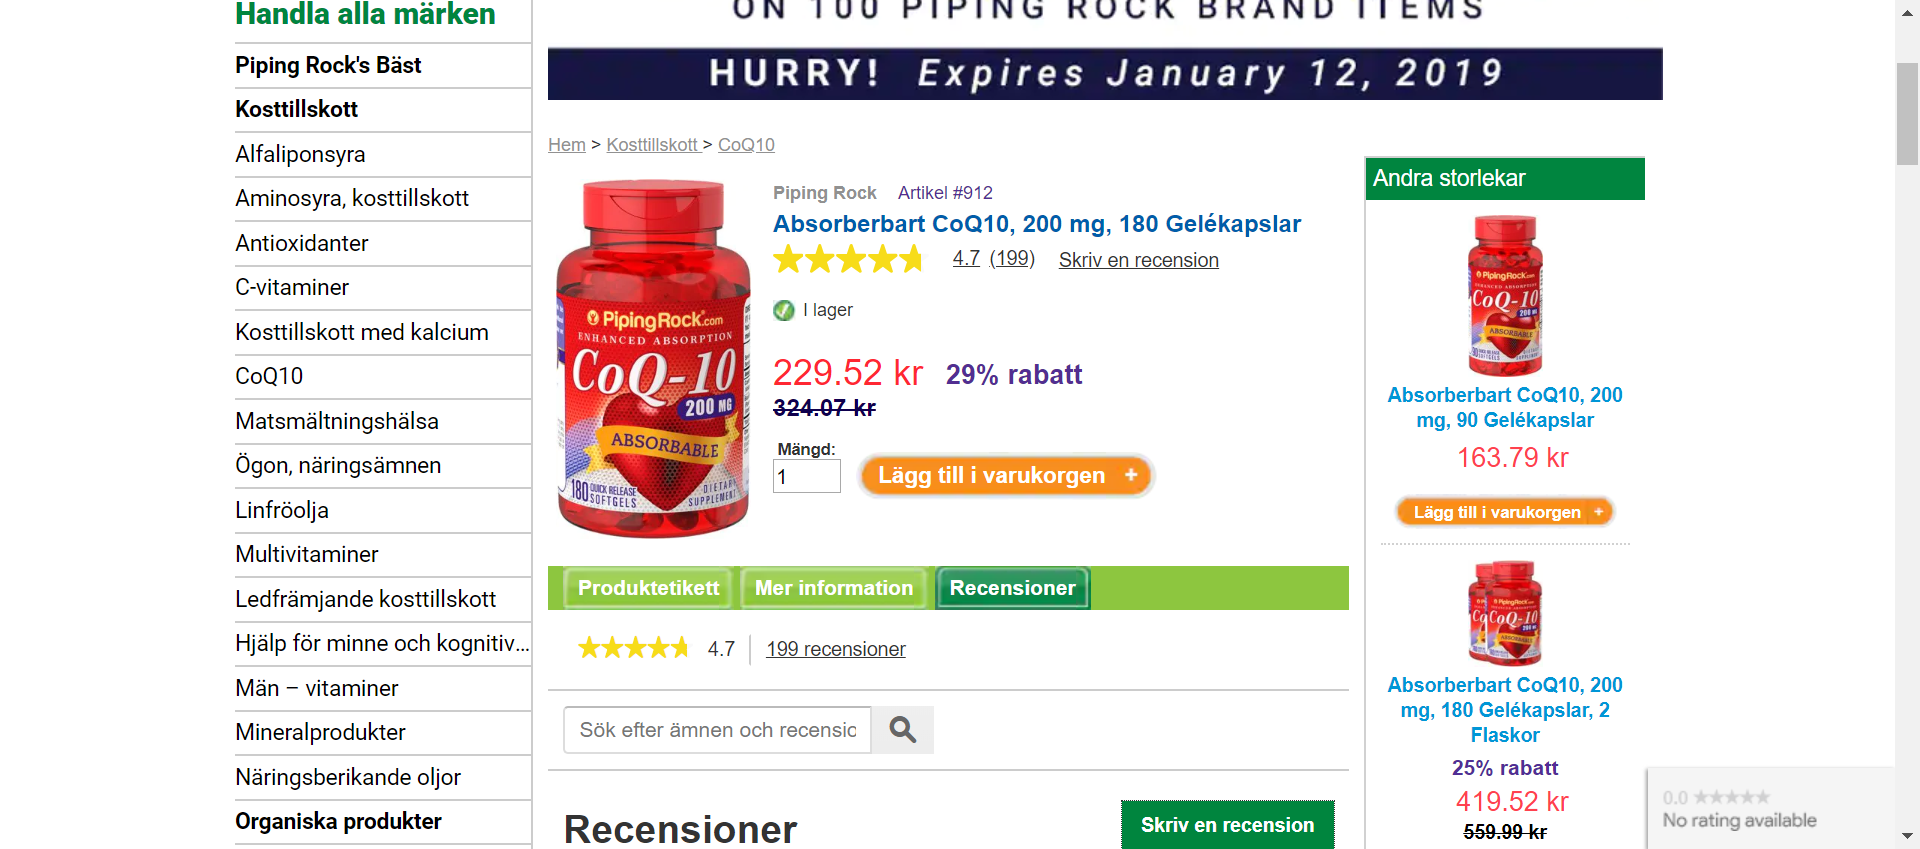 Handla alla märken
Piping Rock's Bäst
Kosttillskott
Alfaliponsyra
Aminosyra, kosttillskott
Antioxidanter
C-vitaminer
Kosttillskott med kalcium
CoQ10
Matsmältningshälsa
Ögon, näringsämnen
Linfröolja
Multivitaminer
Ledfrämjande kosttillskott
Hjälp för minne och kognitiv...
Män – vitaminer
Mineralprodukter
Näringsberikande oljor
Organiska produkter
ON 100 PIPING ROCK BRAND ITEMS
HURRY! Expires January 12, 2019
Hem > Kosttillskott > CoQ10
PipingRock.com
ENHANCED ABSORPTION
CoQ-10
200 MG
ABSORBABLE
180 QUICK RELEASE SOFTGELS
DIETARY SUPPLEMENT
Piping Rock Artikel #912
Absorberbart CoQ10, 200 mg, 180 Gelékapslar
4.7 (199) Skriv en recension
I lager
229.52 kr 29% rabatt
324.07 kr
Mängd:
1
Lägg till i varukorgen +
Produktetikett Mer information Recensioner
4.7 199 recensioner
Sök efter ämnen och recensio
Recensioner
Skriv en recension
Andra storlekar
PipingRock.com
CoQ-10
200 MG
ABSORBABLE
Absorberbart CoQ10, 200
mg, 90 Gelékapslar
163.79 kr
Lägg till i varukorgen +
CoQ-10
Absorberbart CoQ10, 200
mg, 180 Gelékapslar, 2
Flaskor
25% rabatt
419.52 kr
559.99 kr
0.0
No rating available